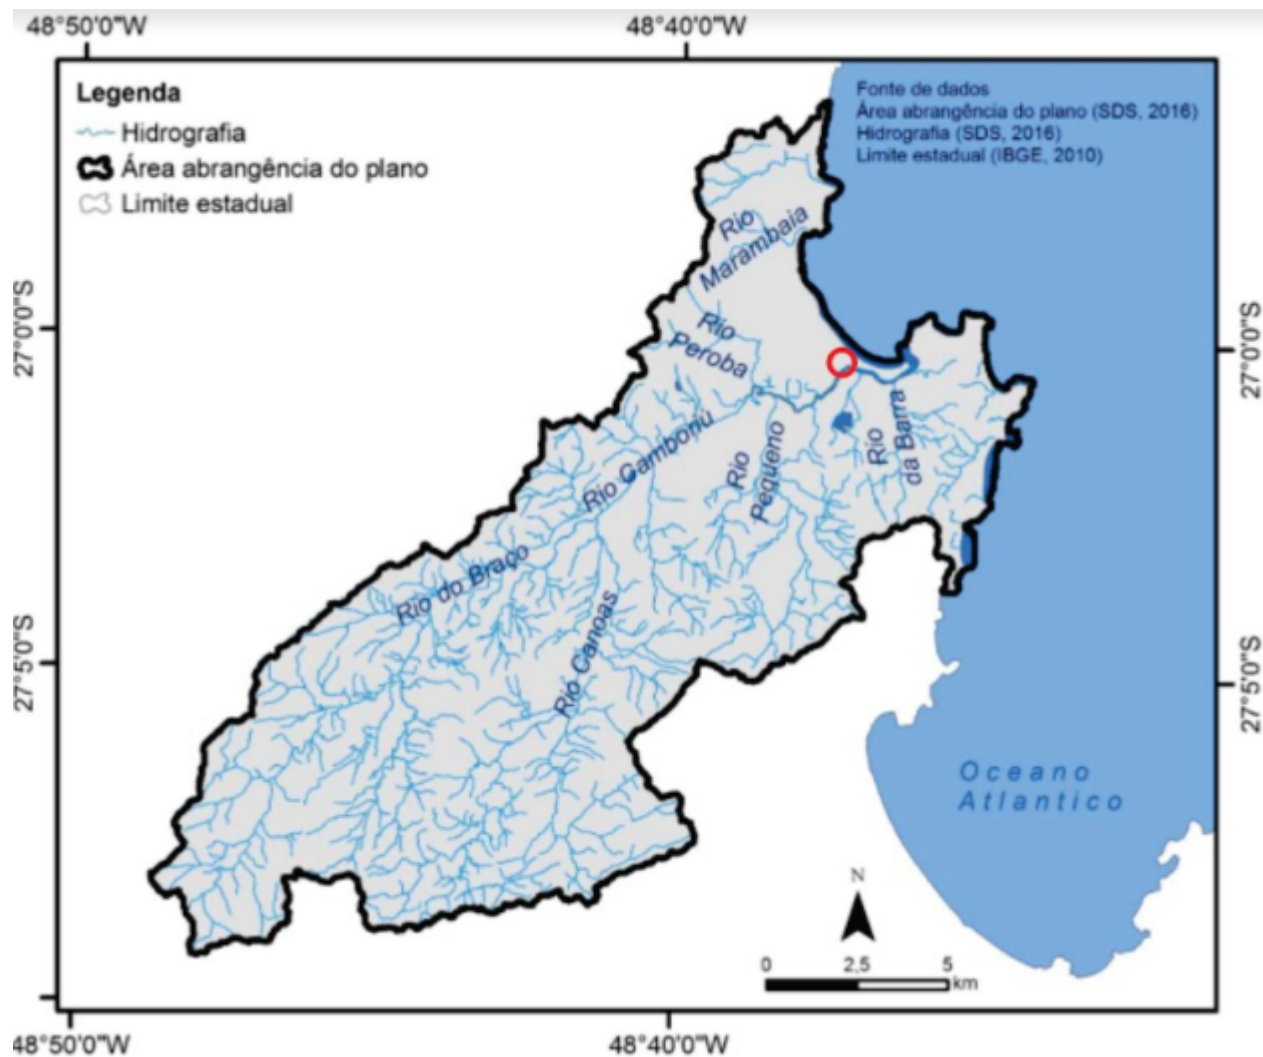 48°50'0"W
48°40'0"W
Legenda
Hidrografia
Área abrangência do plano
Limite estadual
Fonte de dados
Área abrangência do plano (SDS, 2016)
Hidrografia (SDS, 2016)
Limite estadual (IBGE, 2010)
Rio
Marambaia
27°0'0"S
27°0'0"S
Rio
Peroba
Rio Camboriú
Rio
Pequeno
Rio
da Barra
Rio do Braço
Rio Canoas
27°5'0"S
27°5'0"S
Oceano
Atlantico
N
0
2,5
5
km
48°50'0"W
48°40'0"W